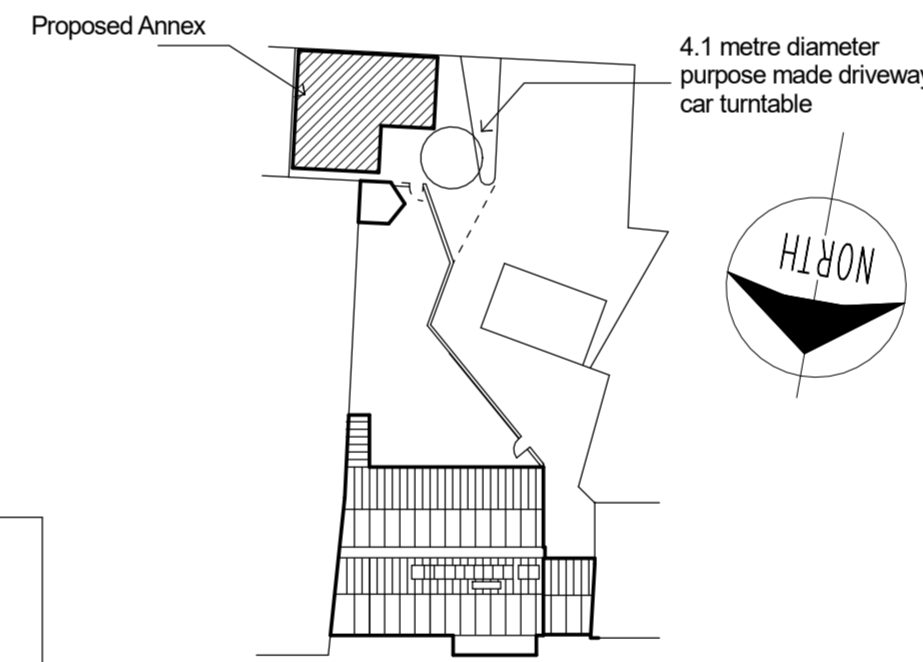 Proposed Annex
4.1 metre diameter
purpose made driveway
car turntable
NORTH